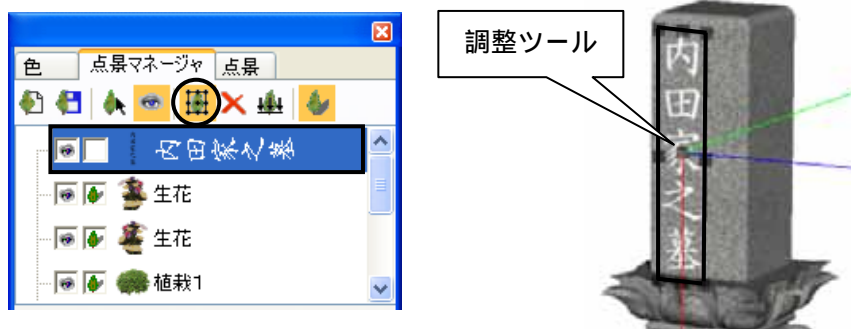 色 点景マネージャ 点景
内田家之墓
生花
生花
植栽1
調整ツール
内田家之墓